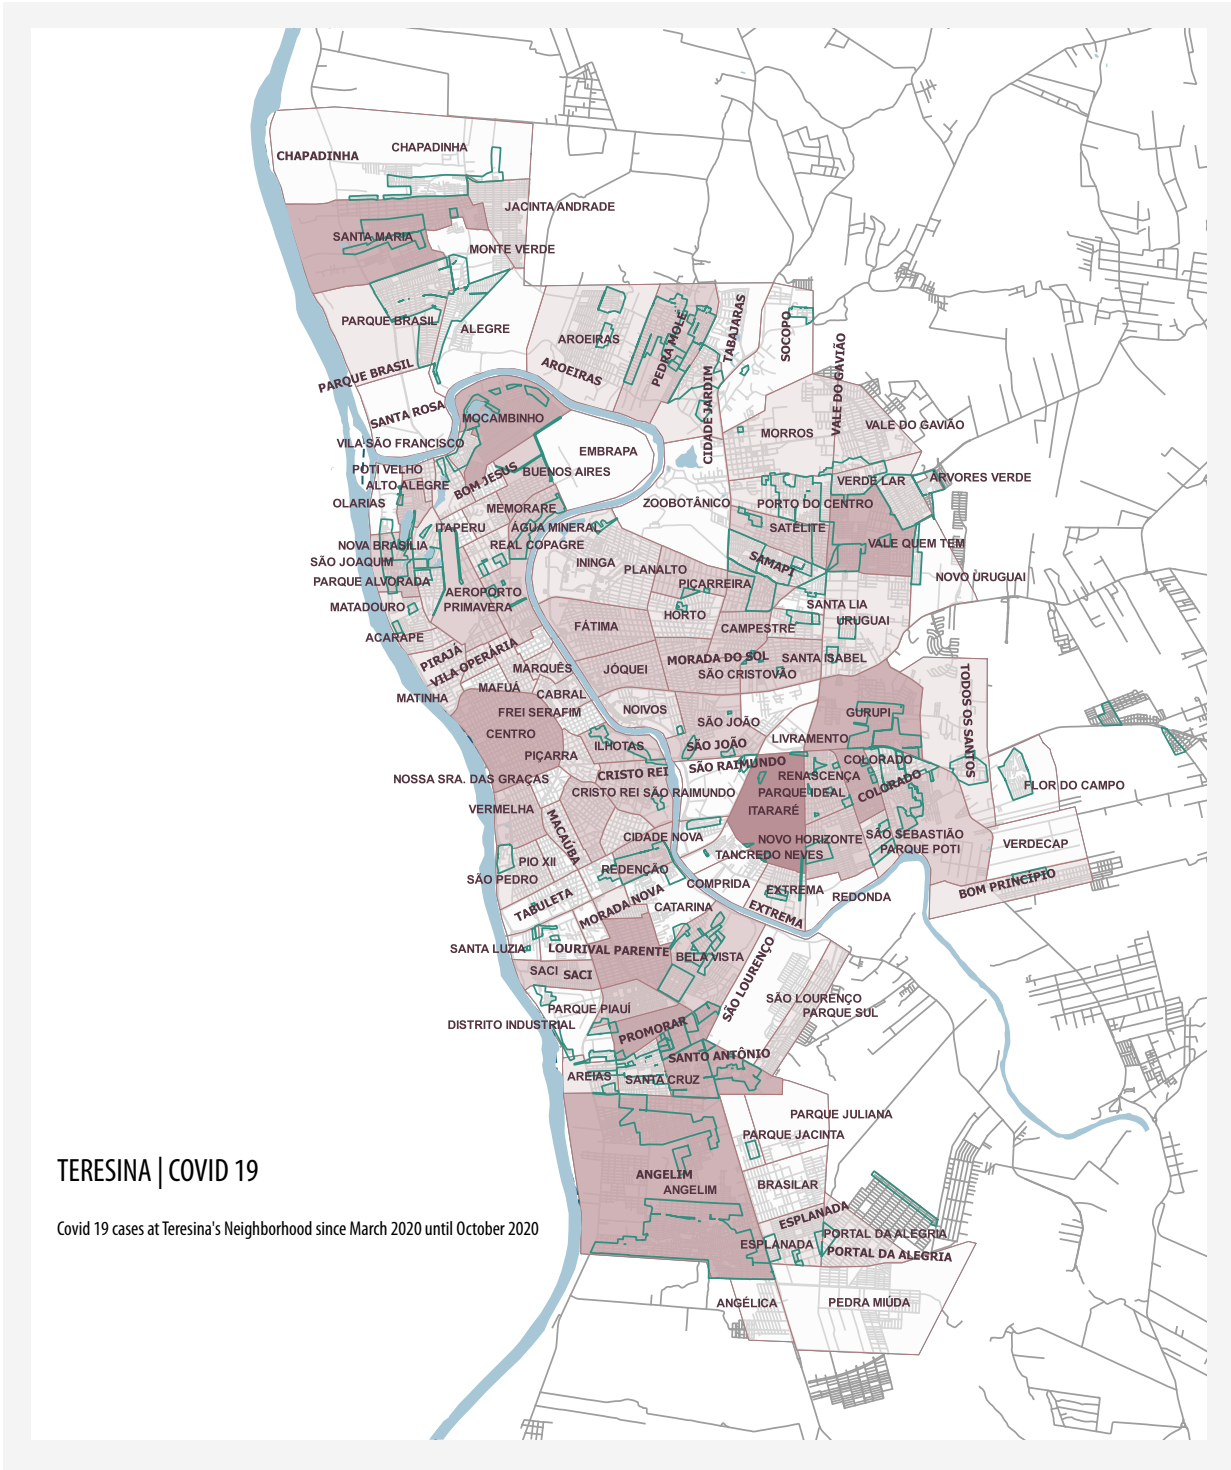 CHAPADINHA
CHAPADINHA
JACINTA ANDRADE
SANTA MARIA
MONTE VERDE
PARQUE BRASIL
ALEGRE
AROEIRAS
PEDRA MOLE
TABAJARAS
SOCOPO
VALE DO GAVIÃO
PARQUE BRASIL
AROEIRAS
CIDADE JARDIM
SANTA ROSA
MOCAMBINHO
MORROS
VALE DO GAVIÃO
VILA SÃO FRANCISCO
EMBRAPA
POTI VELHO
BOM JESUS
BUENOS AIRES
ALTO ALEGRE
VERDE LAR
ÁRVORES VERDE
OLARIAS
MEMORARE
ZOOBOTÂNICO
PORTO DO CENTRO
ITAPERU
ÁGUA MINERAL
SATÉLITE
NOVA BRASÍLIA
REAL COPAGRE
VALE QUEM TEM
SÃO JOAQUIM
ININGA
PLANALTO
SAMAPI
PARQUE ALVORADA
PIÇARREIRA
NOVO URUGUAI
AEROPORTO
MATADOURO
PRIMAVERA
HORTO
SANTA LIA
ACARAPE
FÁTIMA
CAMPESTRE
URUGUAI
PIRAJÁ
VILA OPERÁRIA
MARQUÊS
JÓQUEI
MORADA DO SOL
SANTA ISABEL
SÃO CRISTOVÃO
TODOS OS SANTOS
MATINHA
MAFUÁ
CABRAL
FREI SERAFIM
NOIVOS
GURUPI
CENTRO
SÃO JOÃO
ILHOTAS
SÃO JOÃO
LIVRAMENTO
PIÇARRA
SÃO RAIMUNDO
COLORADO
NOSSA SRA. DAS GRAÇAS
CRISTO REI
RENASCENÇA
CRISTO REI
SÃO RAIMUNDO
PARQUE IDEAL
COLORADO
FLOR DO CAMPO
VERMELHA
MACAÚBA
ITARARÉ
CIDADE NOVA
NOVO HORIZONTE
SÃO SEBASTIÃO
VERDECAP
PIO XII
TANCREDO NEVES
PARQUE POTI
SÃO PEDRO
REDENÇÃO
COMPRIDA
EXTREMA
REDONDA
BOM PRINCÍPIO
TABULETA
MORADA NOVA
CATARINA
EXTREMA
SANTA LUZIA
LOURIVAL PARENTE
BELA VISTA
SACI
SACI
SÃO LOURENÇO
SÃO LOURENÇO
PARQUE PIAUÍ
PARQUE SUL
DISTRITO INDUSTRIAL
PROMORAR
SANTO ANTÔNIO
AREIAS
SANTA CRUZ
PARQUE JULIANA
PARQUE JACINTA
ANGELIM
ANGELIM
BRASILAR
ESPLANADA
PORTAL DA ALEGRIA
ESPLANADA
PORTAL DA ALEGRIA
ANGÉLICA
PEDRA MIÚDA
TERESINA | COVID 19
Covid 19 cases at Teresina's Neighborhood since March 2020 until October 2020